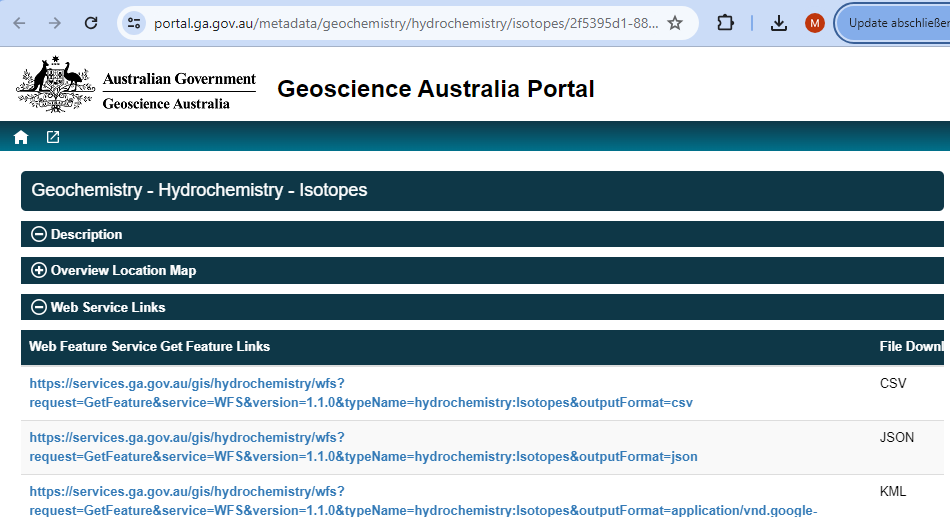 portal.ga.gov.au/metadata/geochemistry/hydrochemistry/isotopes/2f5395d1-88...
M
Update abschließen
Australian Government
Geoscience Australia
Geoscience Australia Portal
Geochemistry - Hydrochemistry - Isotopes
Description
Overview Location Map
Web Service Links
Web Feature Service Get Feature Links File Downl
https://services.ga.gov.au/gis/hydrochemistry/wfs? CSV
request=GetFeature&service=WFS&version=1.1.0&typeName=hydrochemistry:Isotopes&outputFormat=csv
https://services.ga.gov.au/gis/hydrochemistry/wfs? JSON
request=GetFeature&service=WFS&version=1.1.0&typeName=hydrochemistry:Isotopes&outputFormat=json
https://services.ga.gov.au/gis/hydrochemistry/wfs? KML
request=GetFeature&service=WFS&version=1.1.0&typeName=hydrochemistry:Isotopes&outputFormat=application/vnd.google-